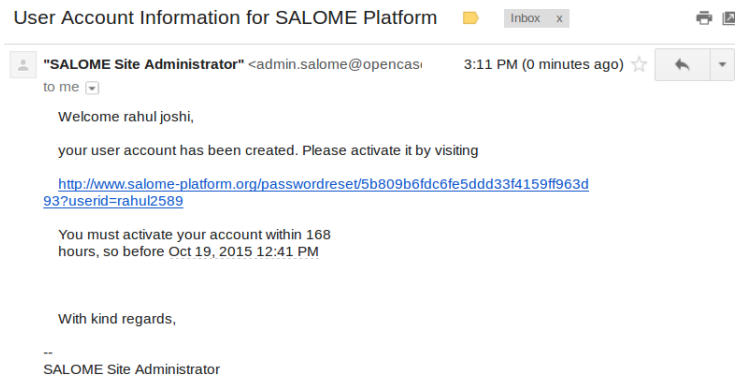 User Account Information for SALOME Platform Inbox x
"SALOME Site Administrator" <admin.salome@opencas 3:11 PM (0 minutes ago)
to me
Welcome rahul joshi,
your user account has been created. Please activate it by visiting
http://www.salome-platform.org/passwordreset/5b809b6fdc6fe5ddd33f4159ff963d
93?userid=rahul2589
You must activate your account within 168
hours, so before Oct 19, 2015 12:41 PM
With kind regards,
--
SALOME Site Administrator